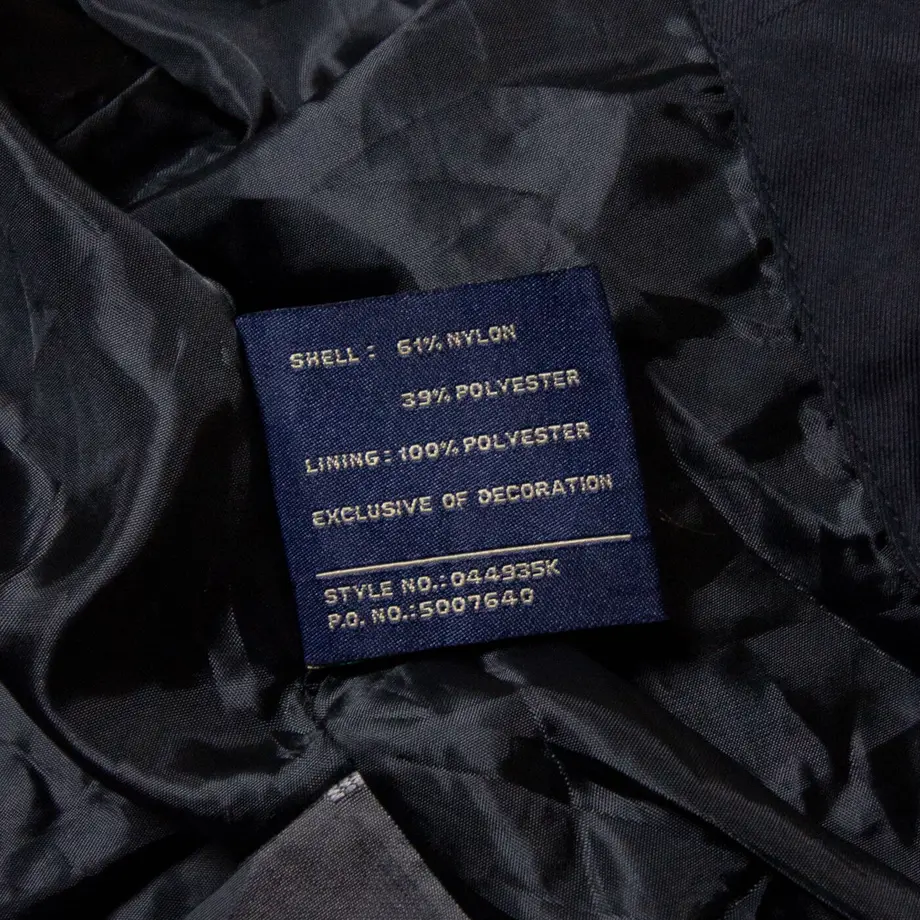 SHELL : 61% NYLON
39% POLYESTER
LINING : 100% POLYESTER
EXCLUSIVE OF DECORATION
STYLE NO.:044935K
P.O. NO.:5007640